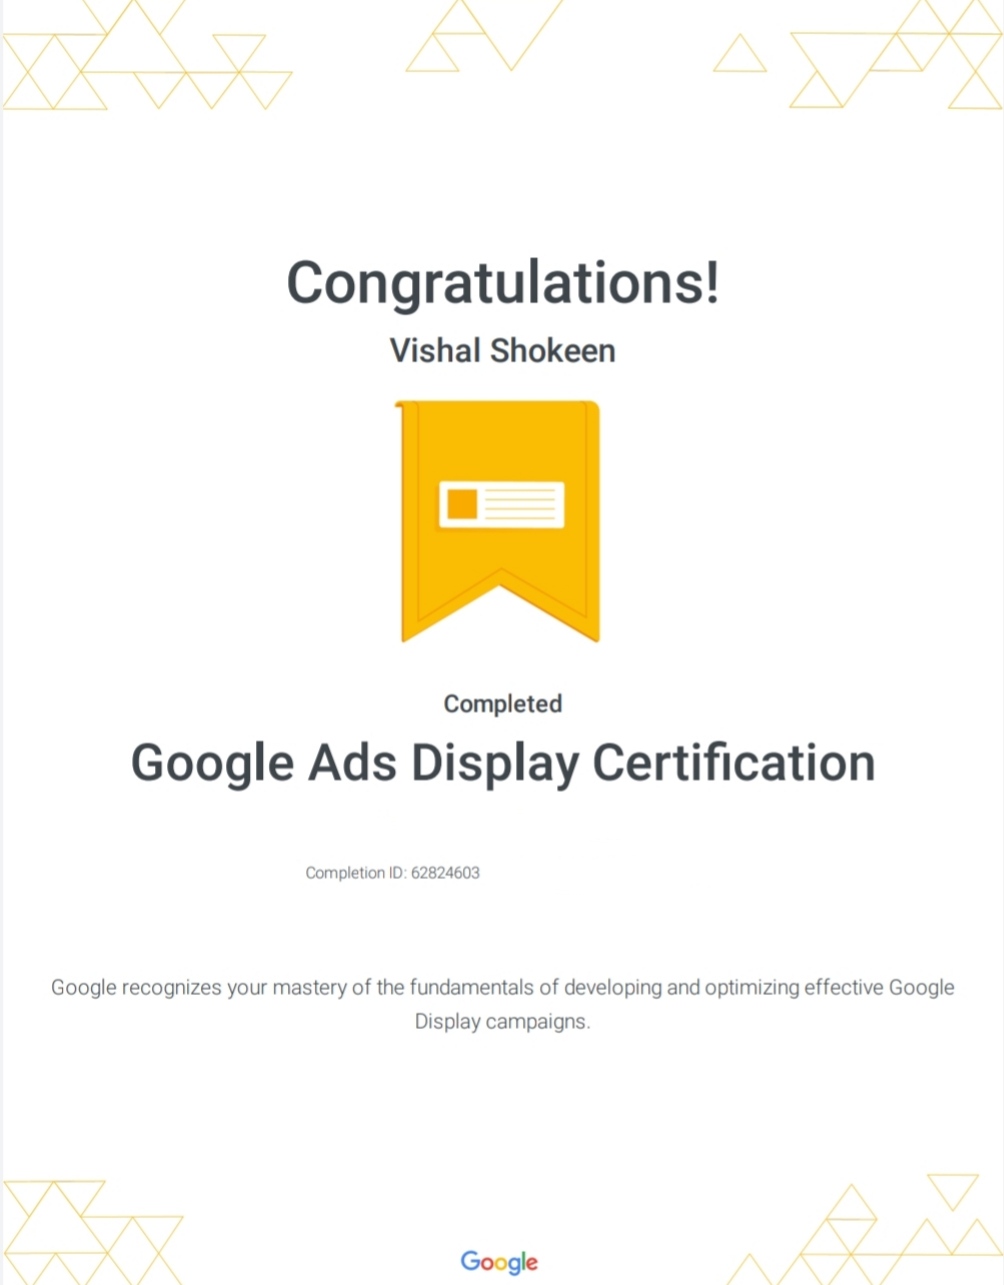 Congratulations!
Vishal Shokeen
Completed
Google Ads Display Certification
Completion ID: 62824603
Google recognizes your mastery of the fundamentals of developing and optimizing effective Google
Display campaigns.
Google